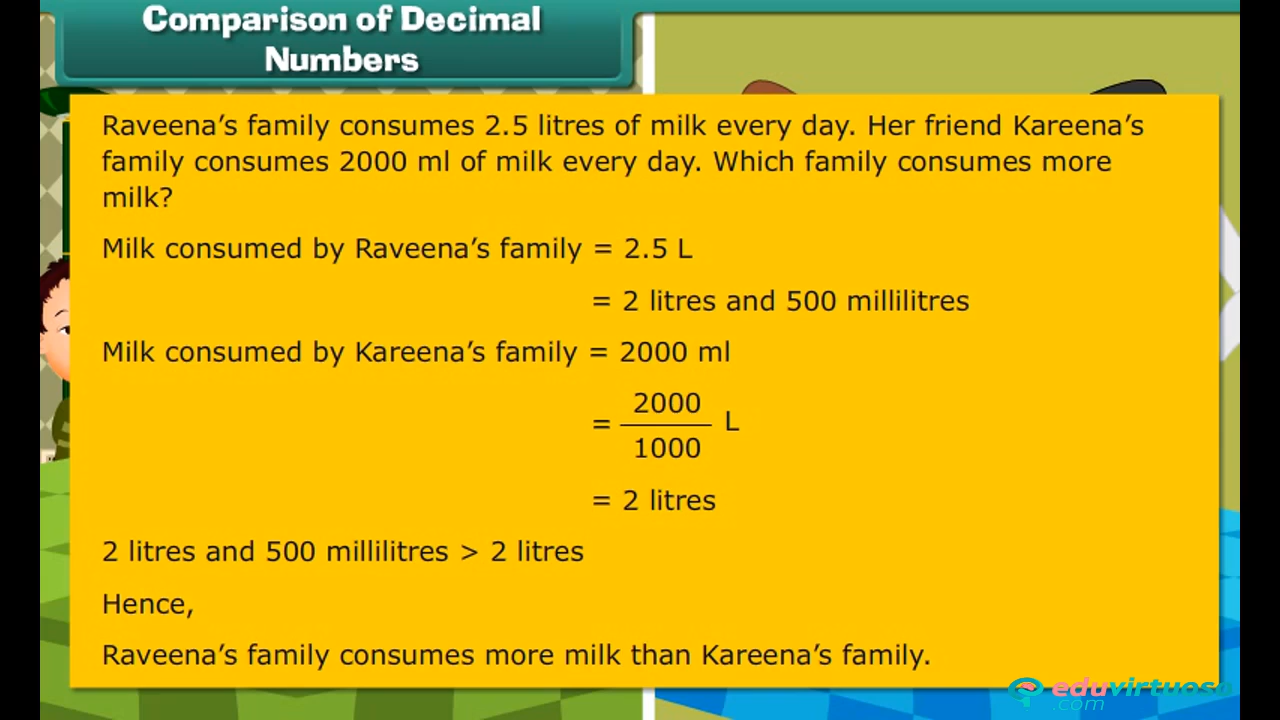 Comparison of Decimal
Numbers
Raveena’s family consumes 2.5 litres of milk every day. Her friend Kareena’s
family consumes 2000 ml of milk every day. Which family consumes more
milk?
Milk consumed by Raveena’s family = 2.5 L
= 2 litres and 500 millilitres
Milk consumed by Kareena’s family = 2000 ml
2000
= L
1000
= 2 litres
2 litres and 500 millilitres > 2 litres
Hence,
Raveena’s family consumes more milk than Kareena’s family.
eduvirtuoso
.com